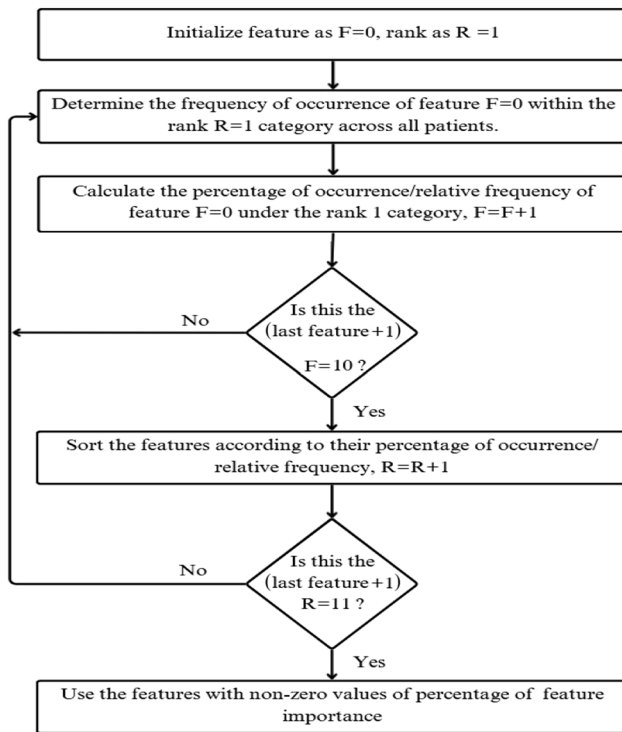 Initialize feature as F=0, rank as R =1
Determine the frequency of occurrence of feature F=0 within the
rank R=1 category across all patients.
Calculate the percentage of occurrence/relative frequency of
feature F=0 under the rank 1 category, F=F+1
Is this the
(last feature+1)
F=10 ?
No
Yes
Sort the features according to their percentage of occurrence/
relative frequency, R=R+1
Is this the
(last feature+1)
R=11 ?
No
Yes
Use the features with non-zero values of percentage of feature
importance